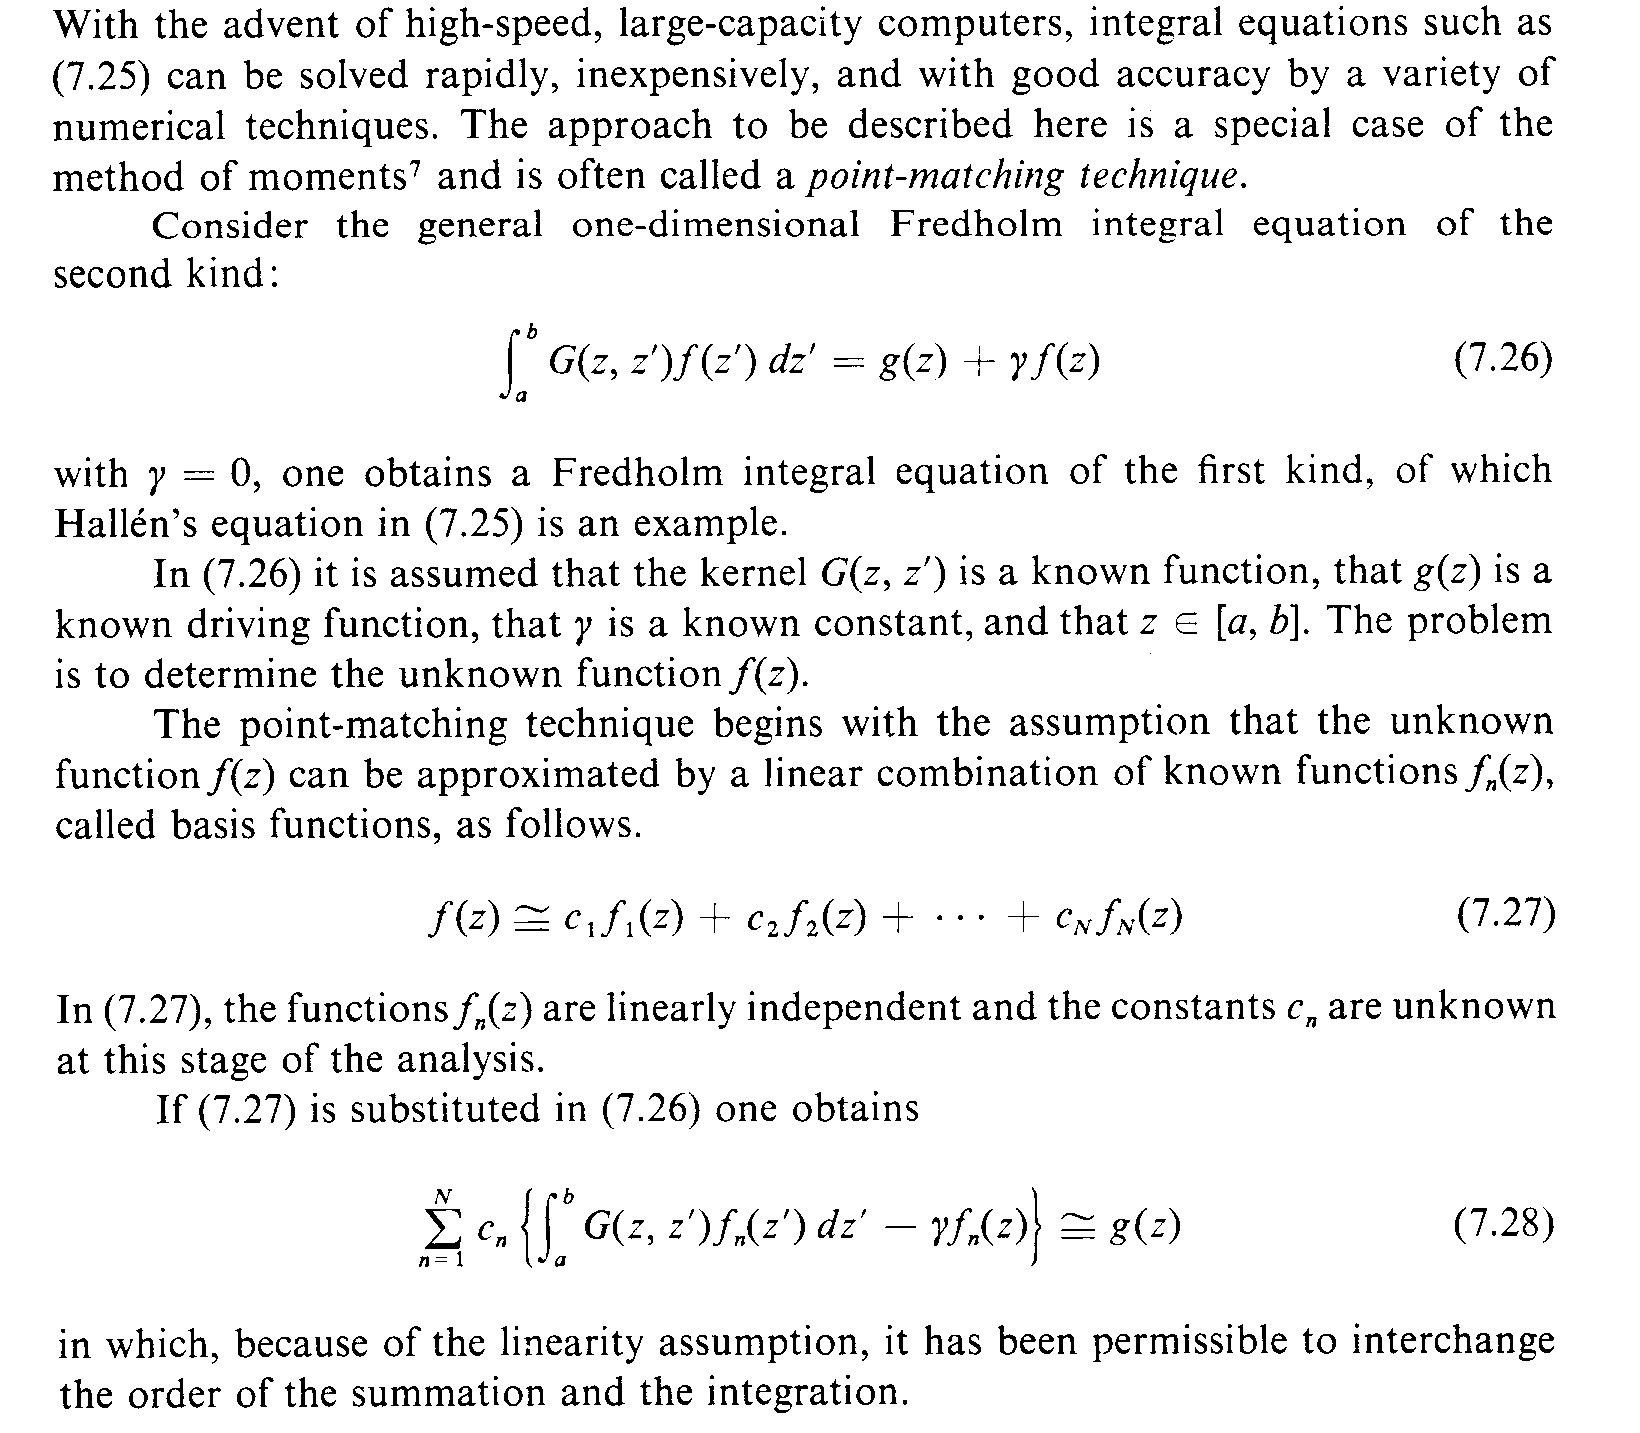 With the advent of high-speed, large-capacity computers, integral equations such as
(7.25) can be solved rapidly, inexpensively, and with good accuracy by a variety of
numerical techniques. The approach to be described here is a special case of the
method of moments⁷ and is often called a point-matching technique.
Consider the general one-dimensional Fredholm integral equation of the
second kind:
∫ₐᵇ G(z, z′)f(z′) dz′ = g(z) + γf(z) (7.26)
with γ = 0, one obtains a Fredholm integral equation of the first kind, of which
Hallén's equation in (7.25) is an example.
In (7.26) it is assumed that the kernel G(z, z′) is a known function, that g(z) is a
known driving function, that γ is a known constant, and that z ∈ [a, b]. The problem
is to determine the unknown function f(z).
The point-matching technique begins with the assumption that the unknown
function f(z) can be approximated by a linear combination of known functions fₙ(z),
called basis functions, as follows.
f(z) ≅ c₁f₁(z) + c₂f₂(z) + ··· + c_N f_N(z) (7.27)
In (7.27), the functions fₙ(z) are linearly independent and the constants cₙ are unknown
at this stage of the analysis.
If (7.27) is substituted in (7.26) one obtains
∑_{n=1}^{N} cₙ {∫ₐᵇ G(z, z′)fₙ(z′) dz′ − γfₙ(z)} ≅ g(z) (7.28)
in which, because of the linearity assumption, it has been permissible to interchange
the order of the summation and the integration.